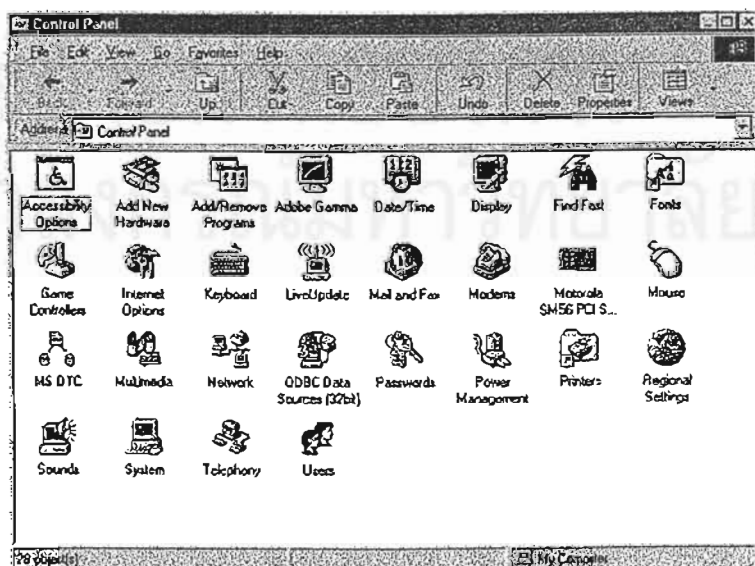 Control Panel
File Edit View Go Favorites Help
Back Forward Up Cut Copy Paste Undo Delete Properties Views
Address Control Panel
Accessibility Options
Add New Hardware
Add/Remove Programs
Adobe Gamma
Date/Time
Display
Find Fast
Fonts
Game Controllers
Internet Options
Keyboard
LiveUpdate
Mail and Fax
Modems
Motorola SM56 PCI S...
Mouse
MS DTC
Multimedia
Network
ODBC Data Sources (32bit)
Passwords
Power Management
Printers
Regional Settings
Sounds
System
Telephony
Users
28 object(s)
My Computer